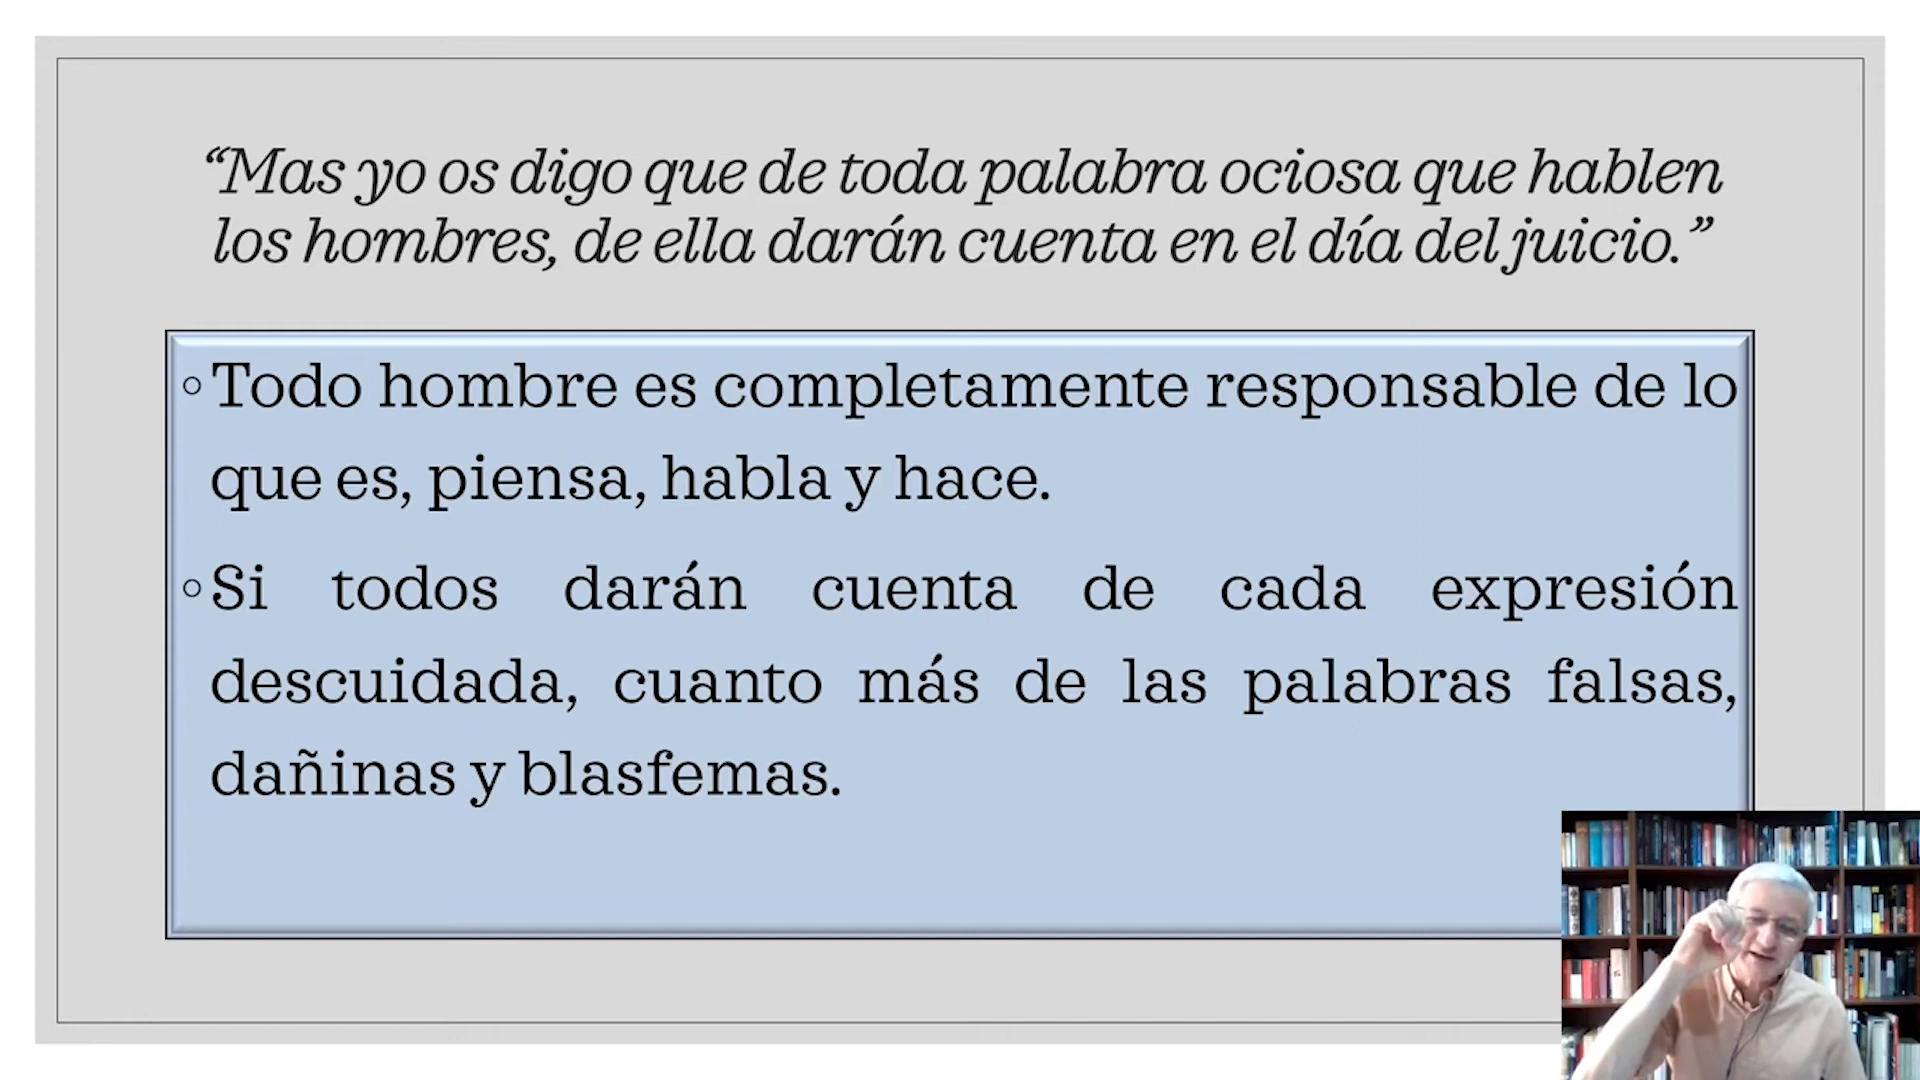 “Mas yo os digo que de toda palabra ociosa que hablen
los hombres, de ella darán cuenta en el día del juicio.”
◦Todo hombre es completamente responsable de lo
que es, piensa, habla y hace.
◦Si todos darán cuenta de cada expresión
descuidada, cuanto más de las palabras falsas,
dañinas y blasfemas.